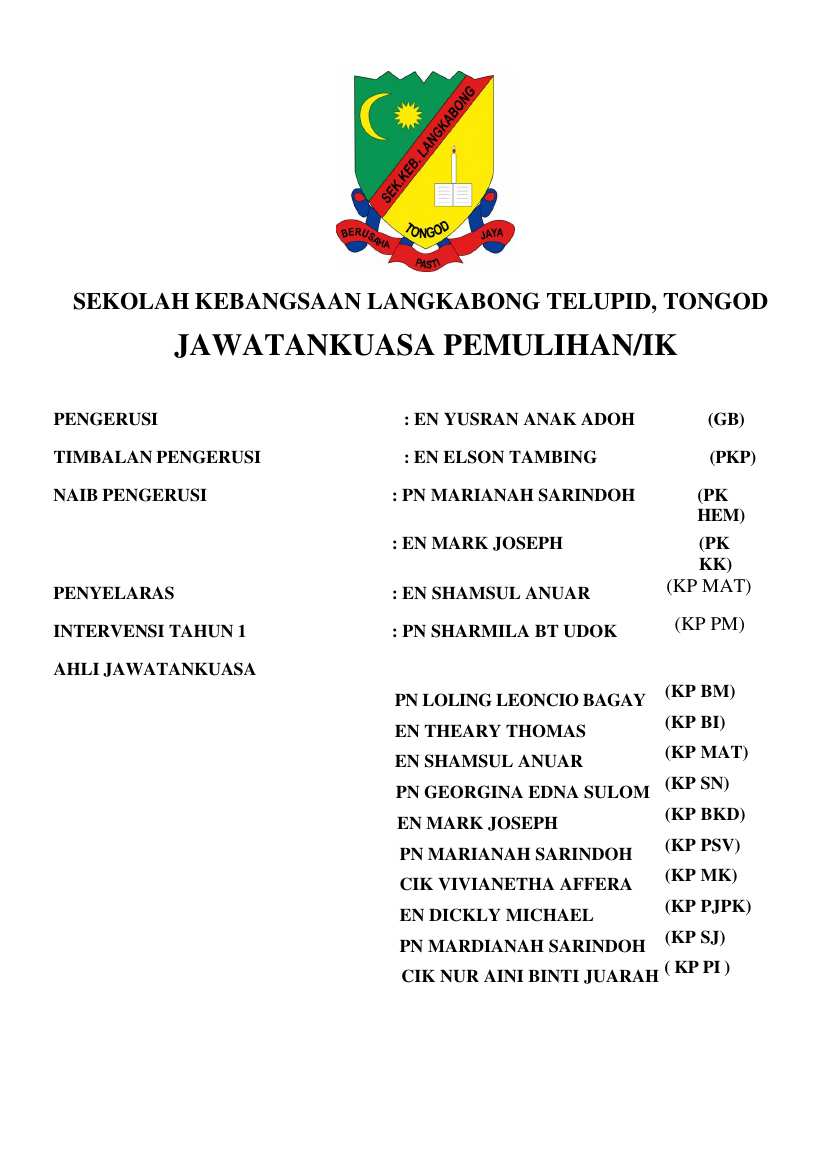 SEK.KEB. LANGKABONG
TONGOD
BERUSAHA PASTI JAYA
SEKOLAH KEBANGSAAN LANGKABONG TELUPID, TONGOD
JAWATANKUASA PEMULIHAN/IK
PENGERUSI : EN YUSRAN ANAK ADOH (GB)
TIMBALAN PENGERUSI : EN ELSON TAMBING (PKP)
NAIB PENGERUSI : PN MARIANAH SARINDOH (PK
HEM)
: EN MARK JOSEPH (PK
KK)
PENYELARAS : EN SHAMSUL ANUAR (KP MAT)
INTERVENSI TAHUN 1 : PN SHARMILA BT UDOK (KP PM)
AHLI JAWATANKUASA
PN LOLING LEONCIO BAGAY (KP BM)
EN THEARY THOMAS (KP BI)
EN SHAMSUL ANUAR (KP MAT)
PN GEORGINA EDNA SULOM (KP SN)
EN MARK JOSEPH (KP BKD)
PN MARIANAH SARINDOH (KP PSV)
CIK VIVIANETHA AFFERA (KP MK)
EN DICKLY MICHAEL (KP PJPK)
PN MARDIANAH SARINDOH (KP SJ)
CIK NUR AINI BINTI JUARAH ( KP PI )